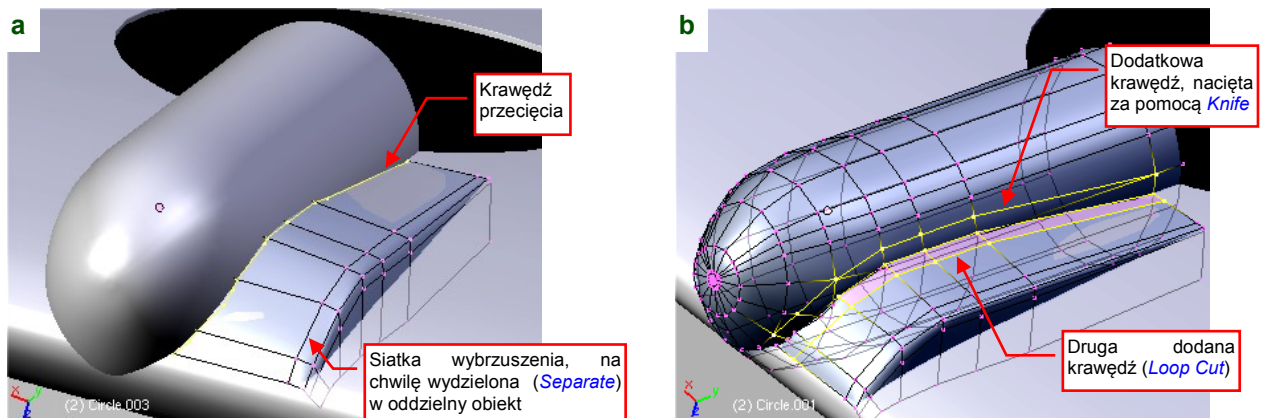 a
Krawędź
przecięcia
Siatka wybrzuszenia, na
chwilę wydzielona (Separate)
w oddzielny obiekt
x
y
z
(2) Circle.003
b
Dodatkowa
krawędź, nacięta
za pomocą Knife
Druga dodana
krawędź (Loop Cut)
x
y
z
(2) Circle.001